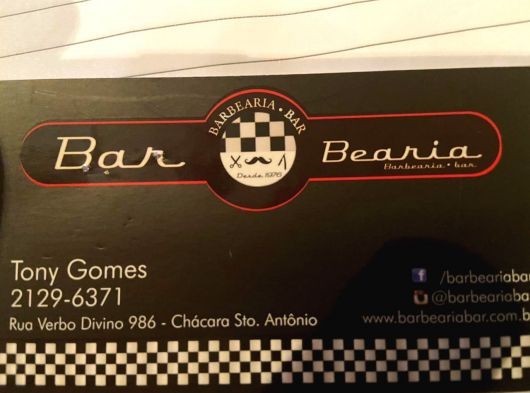 BARBEARIA • BAR
Bar
Bearia
Barbearia • bar
Desde 1976
Tony Gomes
2129-6371
Rua Verbo Divino 986 - Chácara Sto. Antônio
/barbeariabar
@barbeariaba
www.barbeariabar.com.b